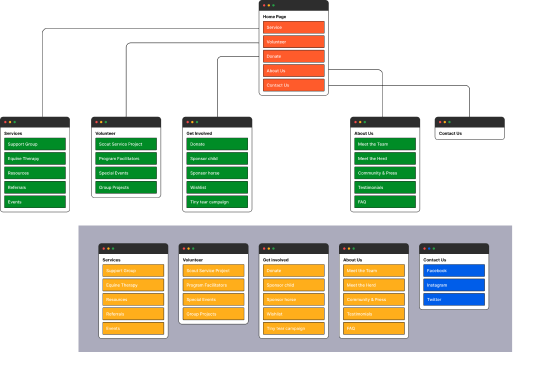 Home Page
Service
Volunteer
Donate
About Us
Contact Us
Services
Support Group
Equine Therapy
Resources
Referrals
Events
Volunteer
Scout Service Project
Program Facilitators
Special Events
Group Projects
Get Involved
Donate
Sponsor child
Sponsor horse
Wishlist
Tiny tear campaign
About Us
Meet the Team
Meet the Herd
Community & Press
Testimonials
FAQ
Contact Us
Services
Support Group
Equine Therapy
Resources
Referrals
Events
Volunteer
Scout Service Project
Program Facilitators
Special Events
Group Projects
Get involved
Donate
Sponsor child
Sponsor horse
Wishlist
Tiny tear campaign
About Us
Meet the Team
Meet the Herd
Community & Press
Testimonials
FAQ
Contact Us
Facebook
Instagram
Twitter